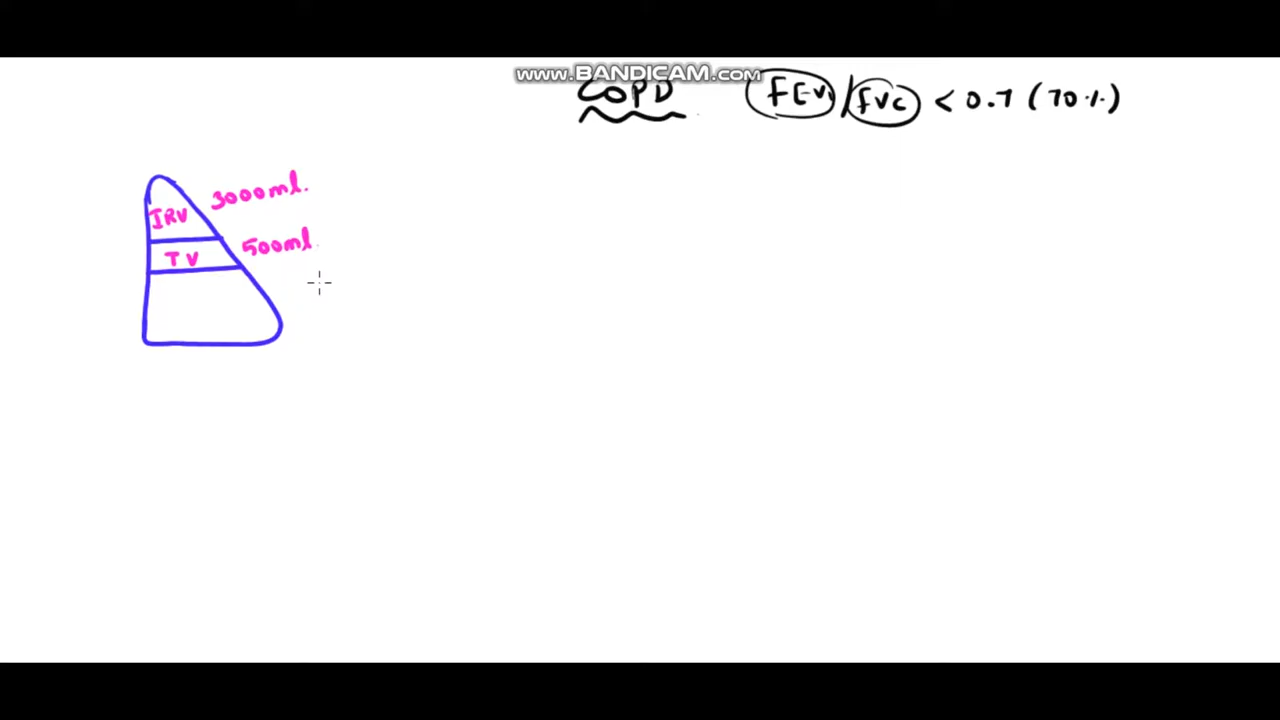 www.BANDICAM.com
COPD FEV₁/FVC < 0.7 (70%)
IRV 3000ml.
TV 500ml.